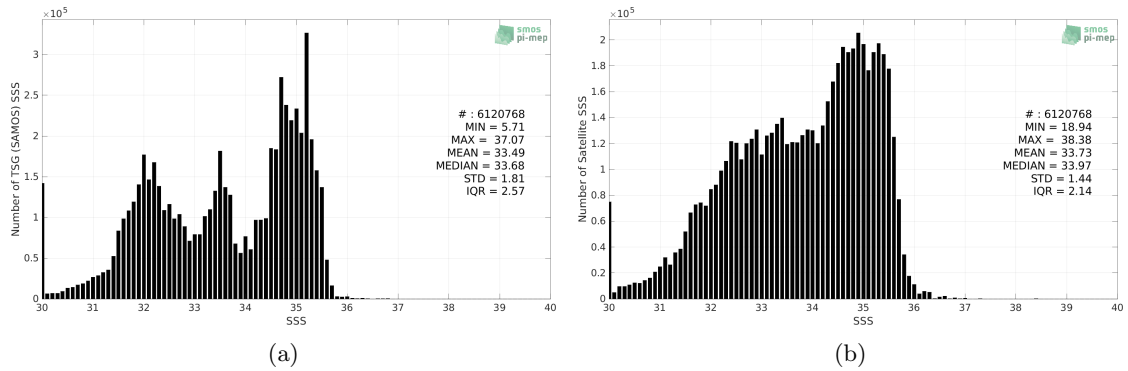 ×10⁵
smos
pi-mep
3
2.5
2
1.5
1
0.5
0
Number of TSG (SAMOS) SSS
# : 6120768
MIN = 5.71
MAX = 37.07
MEAN = 33.49
MEDIAN = 33.68
STD = 1.81
IQR = 2.57
30 31 32 33 34 35 36 37 38 39 40
SSS
(a)
×10⁵
smos
pi-mep
2
1.8
1.6
1.4
1.2
1
0.8
0.6
0.4
0.2
0
Number of Satellite SSS
# : 6120768
MIN = 18.94
MAX = 38.38
MEAN = 33.73
MEDIAN = 33.97
STD = 1.44
IQR = 2.14
30 31 32 33 34 35 36 37 38 39 40
SSS
(b)